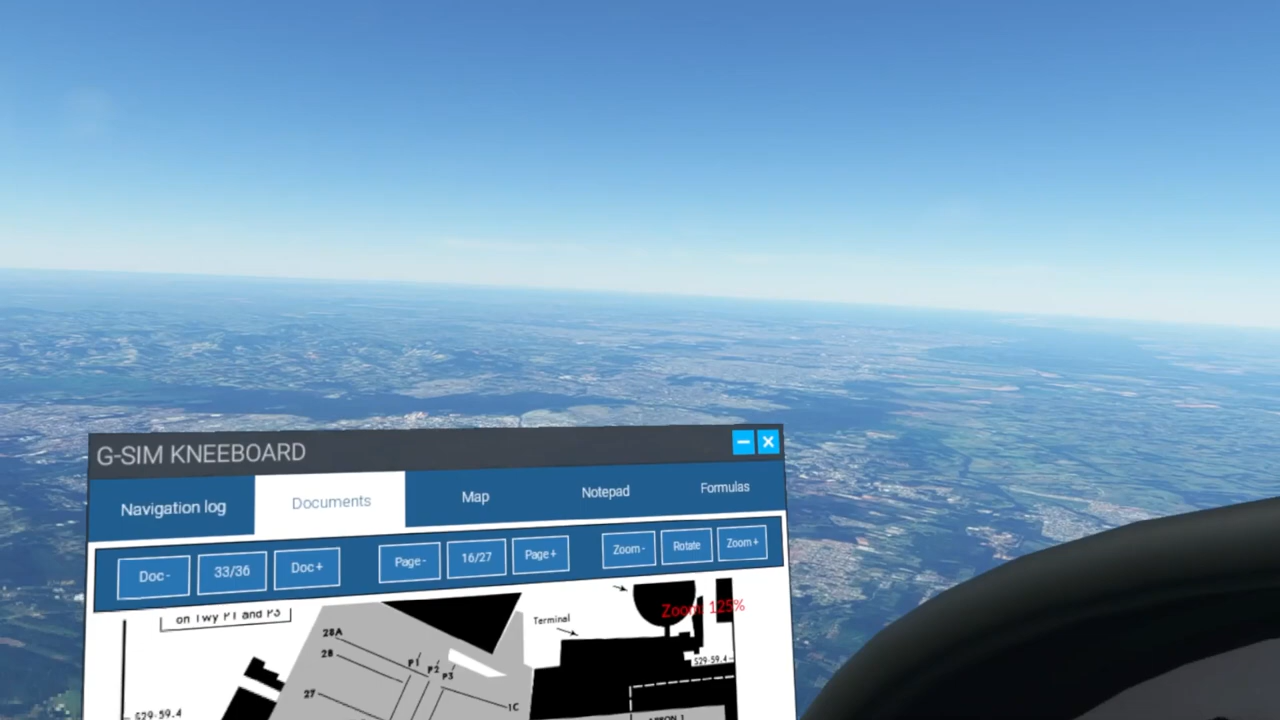 G-SIM KNEEBOARD
Navigation log Documents Map Notepad Formulas
Doc- 33/36 Doc+ Page- 16/27 Page+ Zoom- Rotate Zoom+
on Twy P1 and P3
Terminal
Zoom: 125%
28A
28
P1
P2
P3
S29-59.4
27
1C
S29-59.4
APRON 1